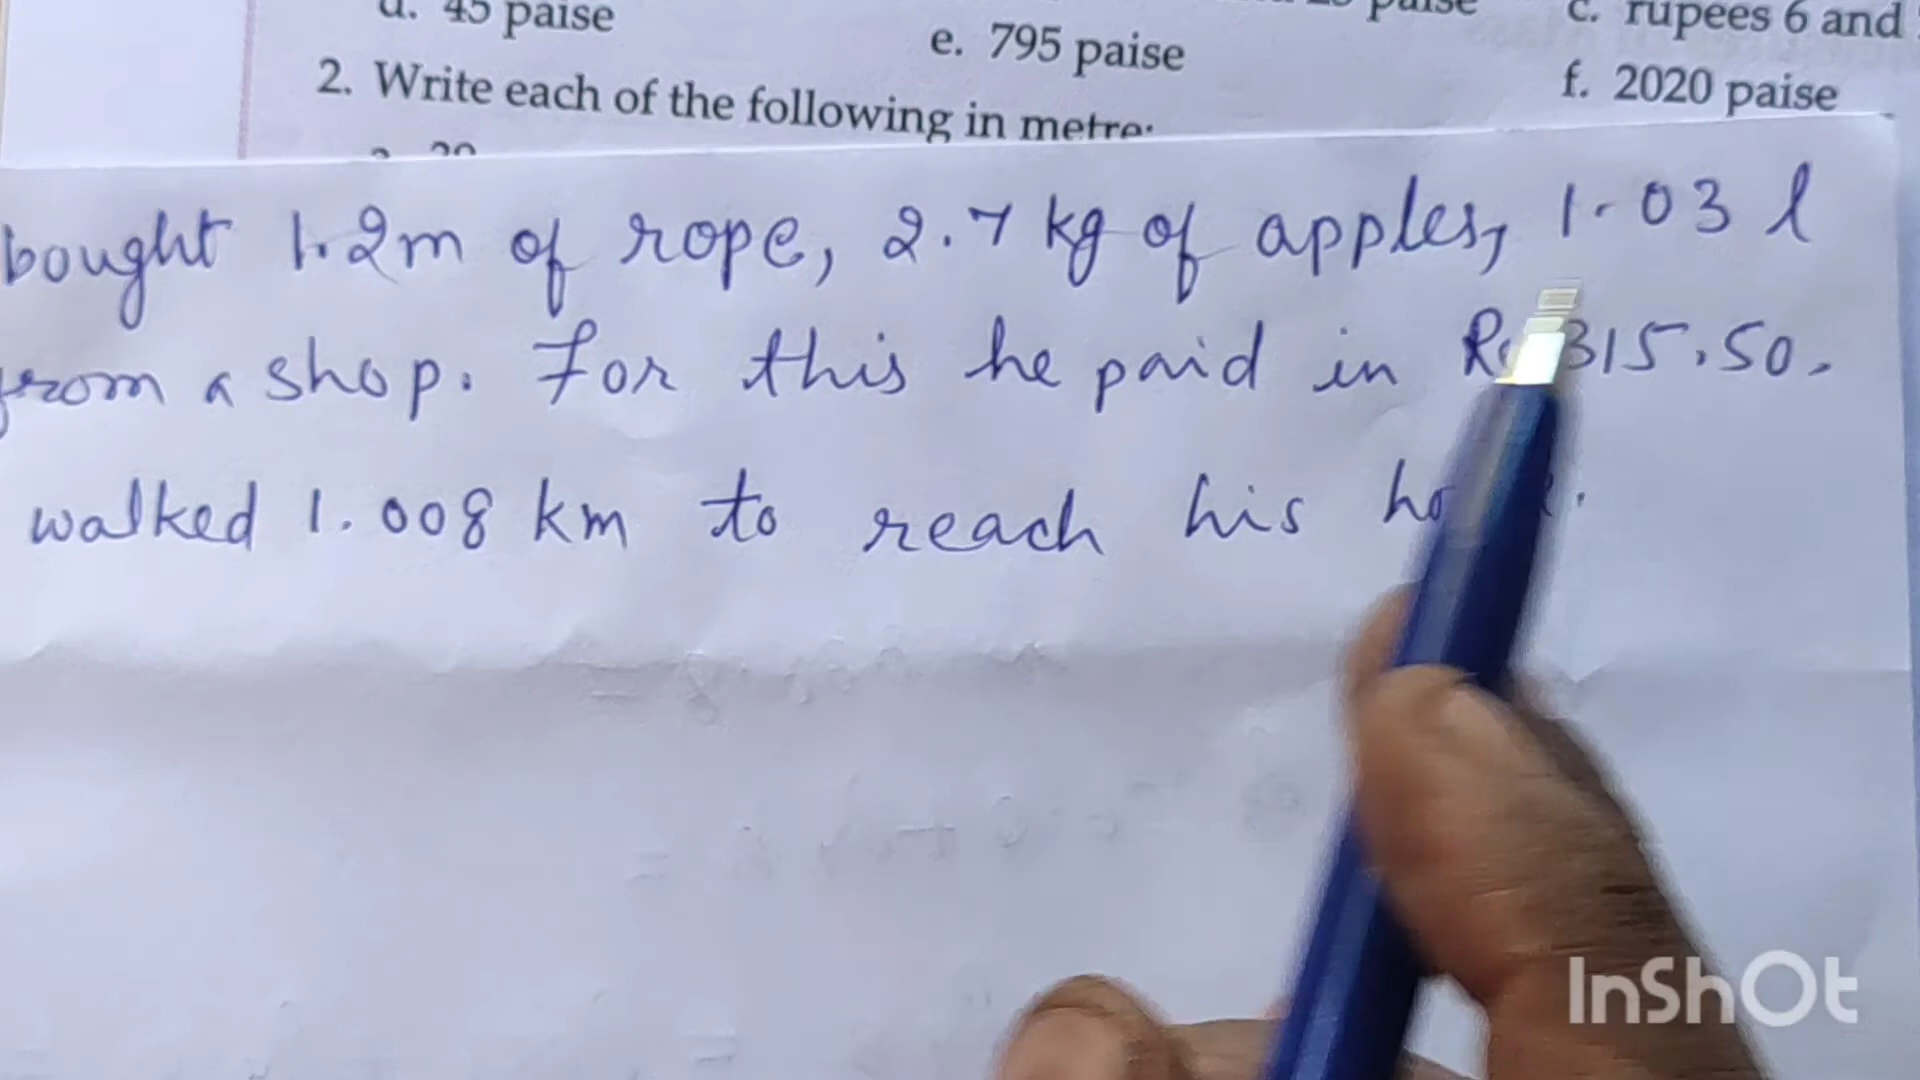 d. 45 paise
e. 795 paise
c. rupees 6 and
f. 2020 paise
2. Write each of the following in metre:
bought 1.2m of rope, 2.7 kg of apples, 1.03 l
from a shop. For this he paid in 315.50.
walked 1.008 km to reach his
InShOt